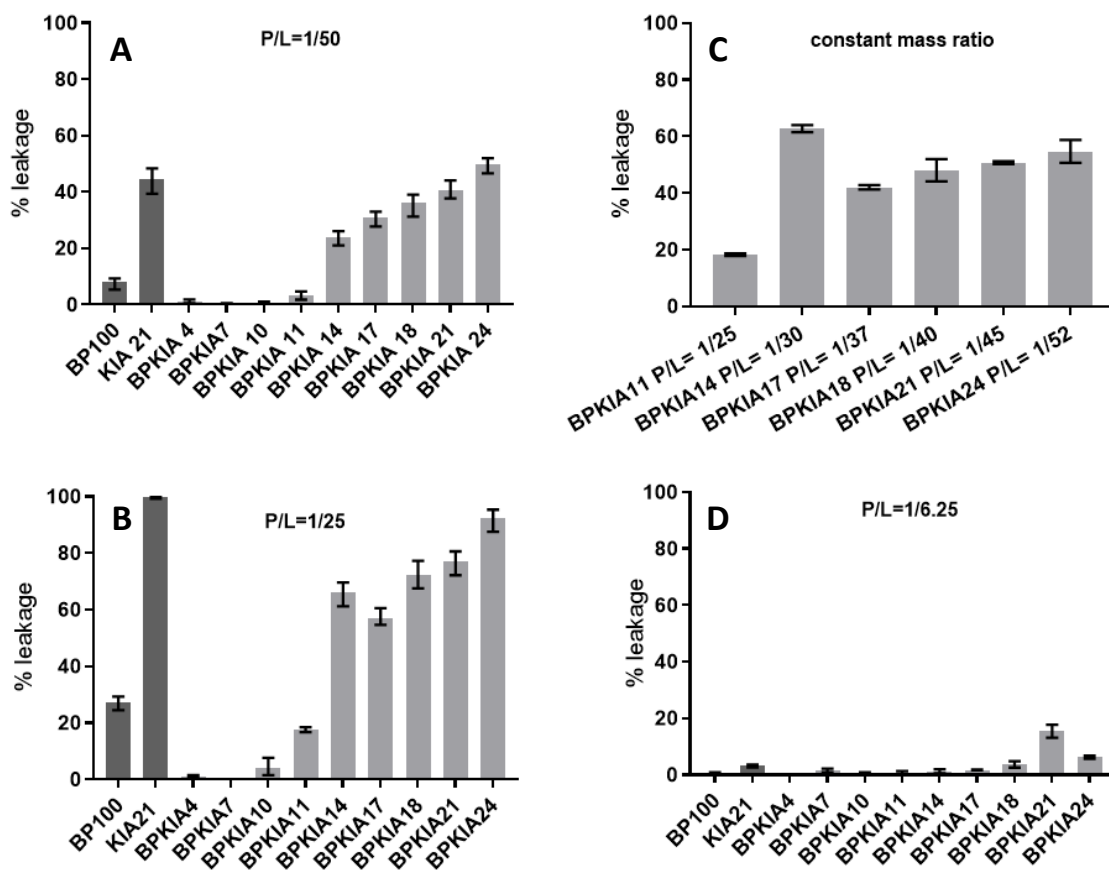 A
P/L=1/50
% leakage
100
80
60
40
20
0
BP100
KIA 21
BPKIA 4
BPKIA7
BPKIA 10
BPKIA 11
BPKIA 14
BPKIA 17
BPKIA 18
BPKIA 21
BPKIA 24
C
constant mass ratio
% leakage
100
80
60
40
20
0
BPKIA11 P/L= 1/25
BPKIA14 P/L= 1/30
BPKIA17 P/L= 1/37
BPKIA18 P/L= 1/40
BPKIA21 P/L= 1/45
BPKIA24 P/L= 1/52
B
P/L=1/25
% leakage
100
80
60
40
20
0
BP100
KIA21
BPKIA4
BPKIA7
BPKIA10
BPKIA11
BPKIA14
BPKIA17
BPKIA18
BPKIA21
BPKIA24
D
P/L=1/6.25
% leakage
100
80
60
40
20
0
BP100
KIA21
BPKIA4
BPKIA7
BPKIA10
BPKIA11
BPKIA14
BPKIA17
BPKIA18
BPKIA21
BPKIA24